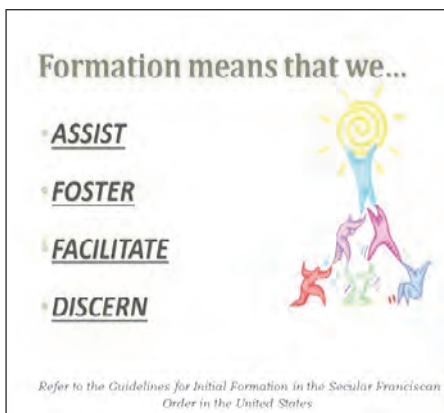 Formation means that we...
• ASSIST
• FOSTER
• FACILITATE
• DISCERN
Refer to the Guidelines for Initial Formation in the Secular Franciscan
Order in the United States